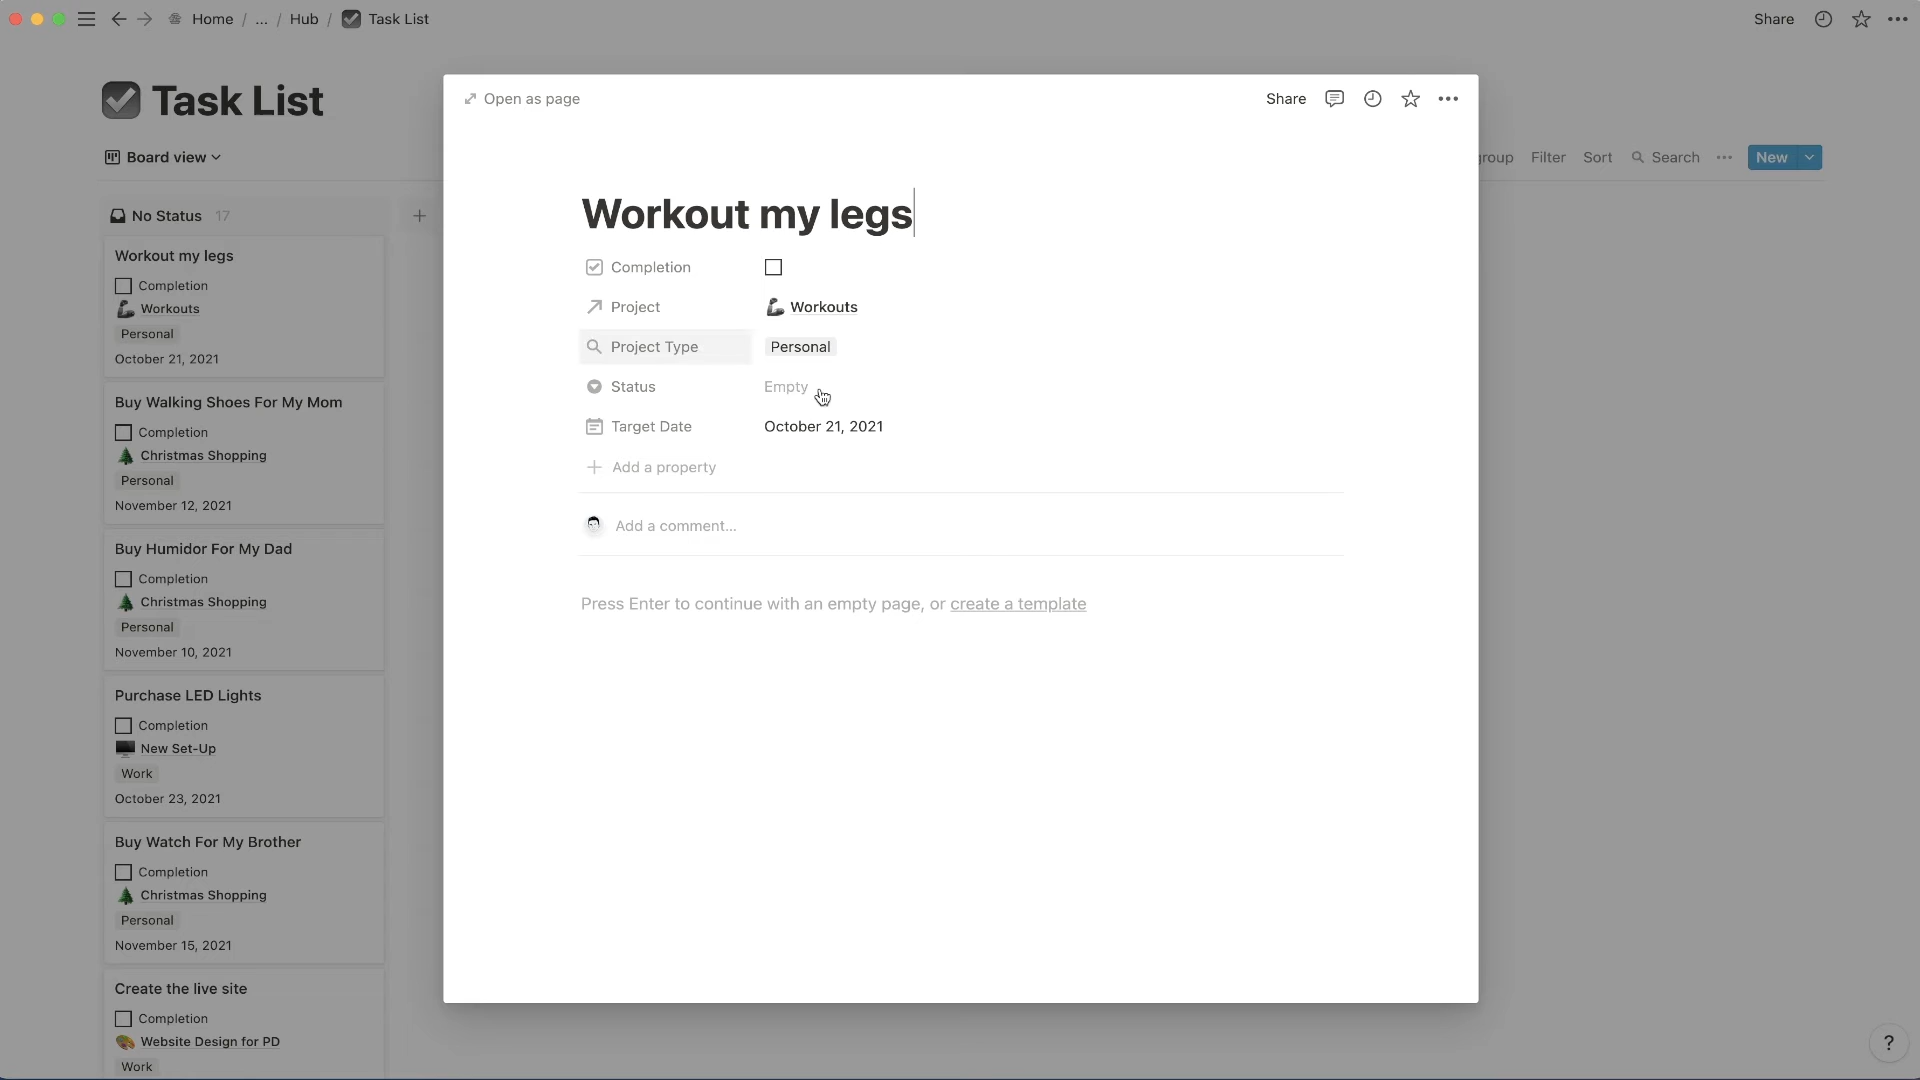 Home / ... / Hub / Task List
Share
Task List
Board view
group Filter Sort Search New
No Status 17
Workout my legs
Completion
Workouts
Personal
October 21, 2021
Buy Walking Shoes For My Mom
Completion
Christmas Shopping
Personal
November 12, 2021
Buy Humidor For My Dad
Completion
Christmas Shopping
Personal
November 10, 2021
Purchase LED Lights
Completion
New Set-Up
Work
October 23, 2021
Buy Watch For My Brother
Completion
Christmas Shopping
Personal
November 15, 2021
Create the live site
Completion
Website Design for PD
Work
Open as page
Share
Workout my legs
Completion
Project Workouts
Project Type Personal
Status Empty
Target Date October 21, 2021
Add a property
Add a comment...
Press Enter to continue with an empty page, or create a template
?